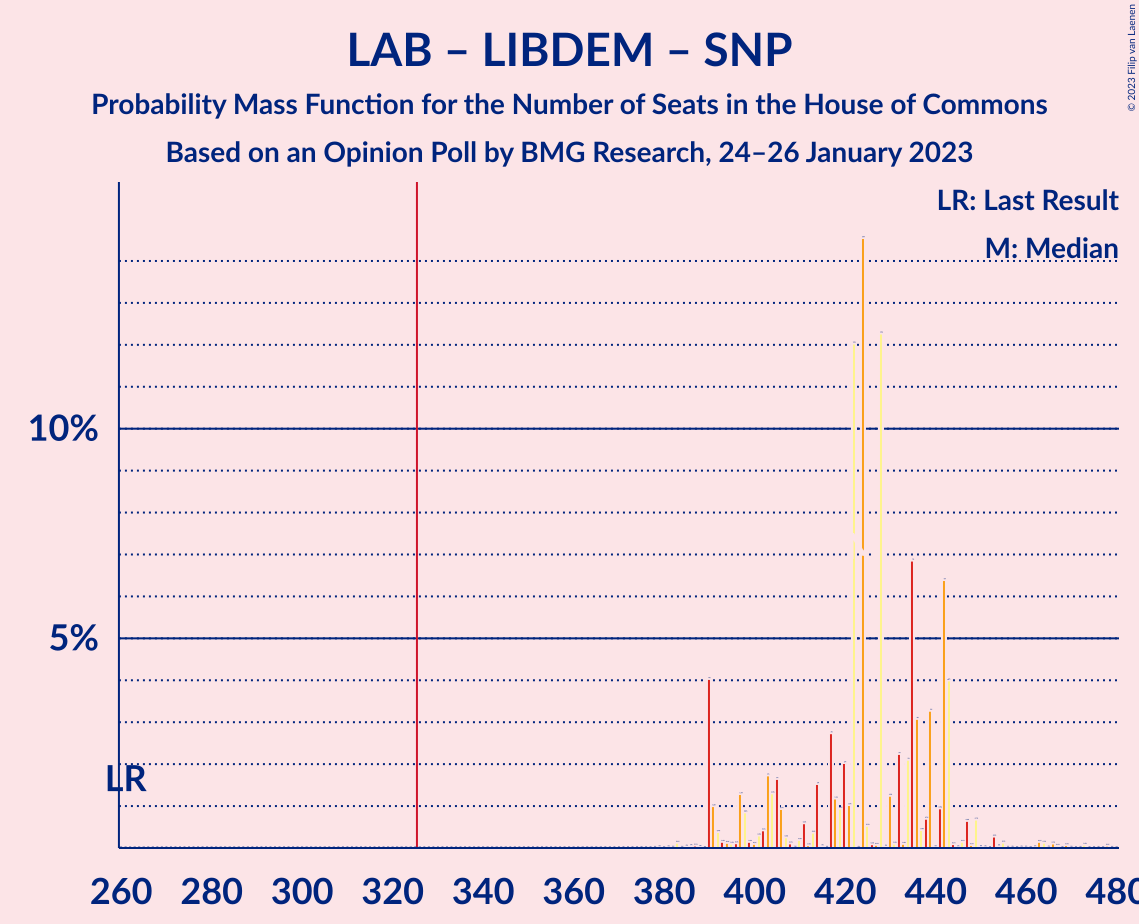 LAB – LIBDEM – SNP
Probability Mass Function for the Number of Seats in the House of Commons
Based on an Opinion Poll by BMG Research, 24–26 January 2023
© 2023 Filip van Laenen
LR: Last Result
M: Median
10%
5%
LR
260 280 300 320 340 360 380 400 420 440 460 480